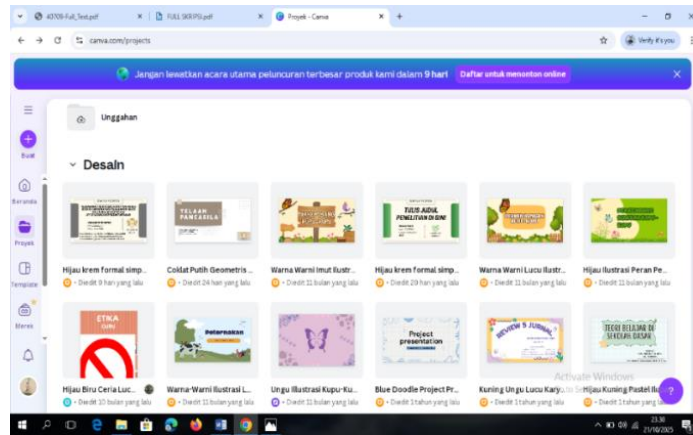 40709-Full_Text.pdf
FULL SKRIPSI.pdf
Proyek - Canva
canva.com/projects
Verify it's you
Jangan lewatkan acara utama peluncuran terbesar produk kami dalam 9 hari
Daftar untuk menonton online
Unggahan
Buat
Desain
Beranda
Proyek
Template
Merek
TELAAH
PANCASILA
TULIS JUDUL
PENELITIAN DI SINI
Hijau krem formal simp...
Coklat Putih Geometris ...
Warna Warni Imut Ilustr...
Hijau krem formal simp...
Warna Warni Lucu Ilustr...
Hijau Ilustrasi Peran Pe...
Diedit 9 hari yang lalu
Diedit 24 hari yang lalu
Diedit 11 bulan yang lalu
Diedit 29 hari yang lalu
Diedit 11 bulan yang lalu
Diedit 11 bulan yang lalu
ETIKA
GURU
Peternakan
Project
presentation
REVIEW 5 JURNAL
TEORI BELAJAR DI
SEKOLAH DASAR
Activate Windows
Hijau Biru Ceria Luc...
Warna-Warni Ilustrasi L...
Ungu Ilustrasi Kupu-Ku...
Blue Doodle Project Pr...
Kuning Ungu Lucu Kary...
Hijau Kuning Pastel Ilu
Diedit 10 bulan yang lalu
Diedit 11 bulan yang lalu
Diedit 11 bulan yang lalu
Diedit 1 tahun yang lalu
Diedit 1 tahun yang lalu
Diedit 1 tahun yang lalu
23.30
21/10/2025